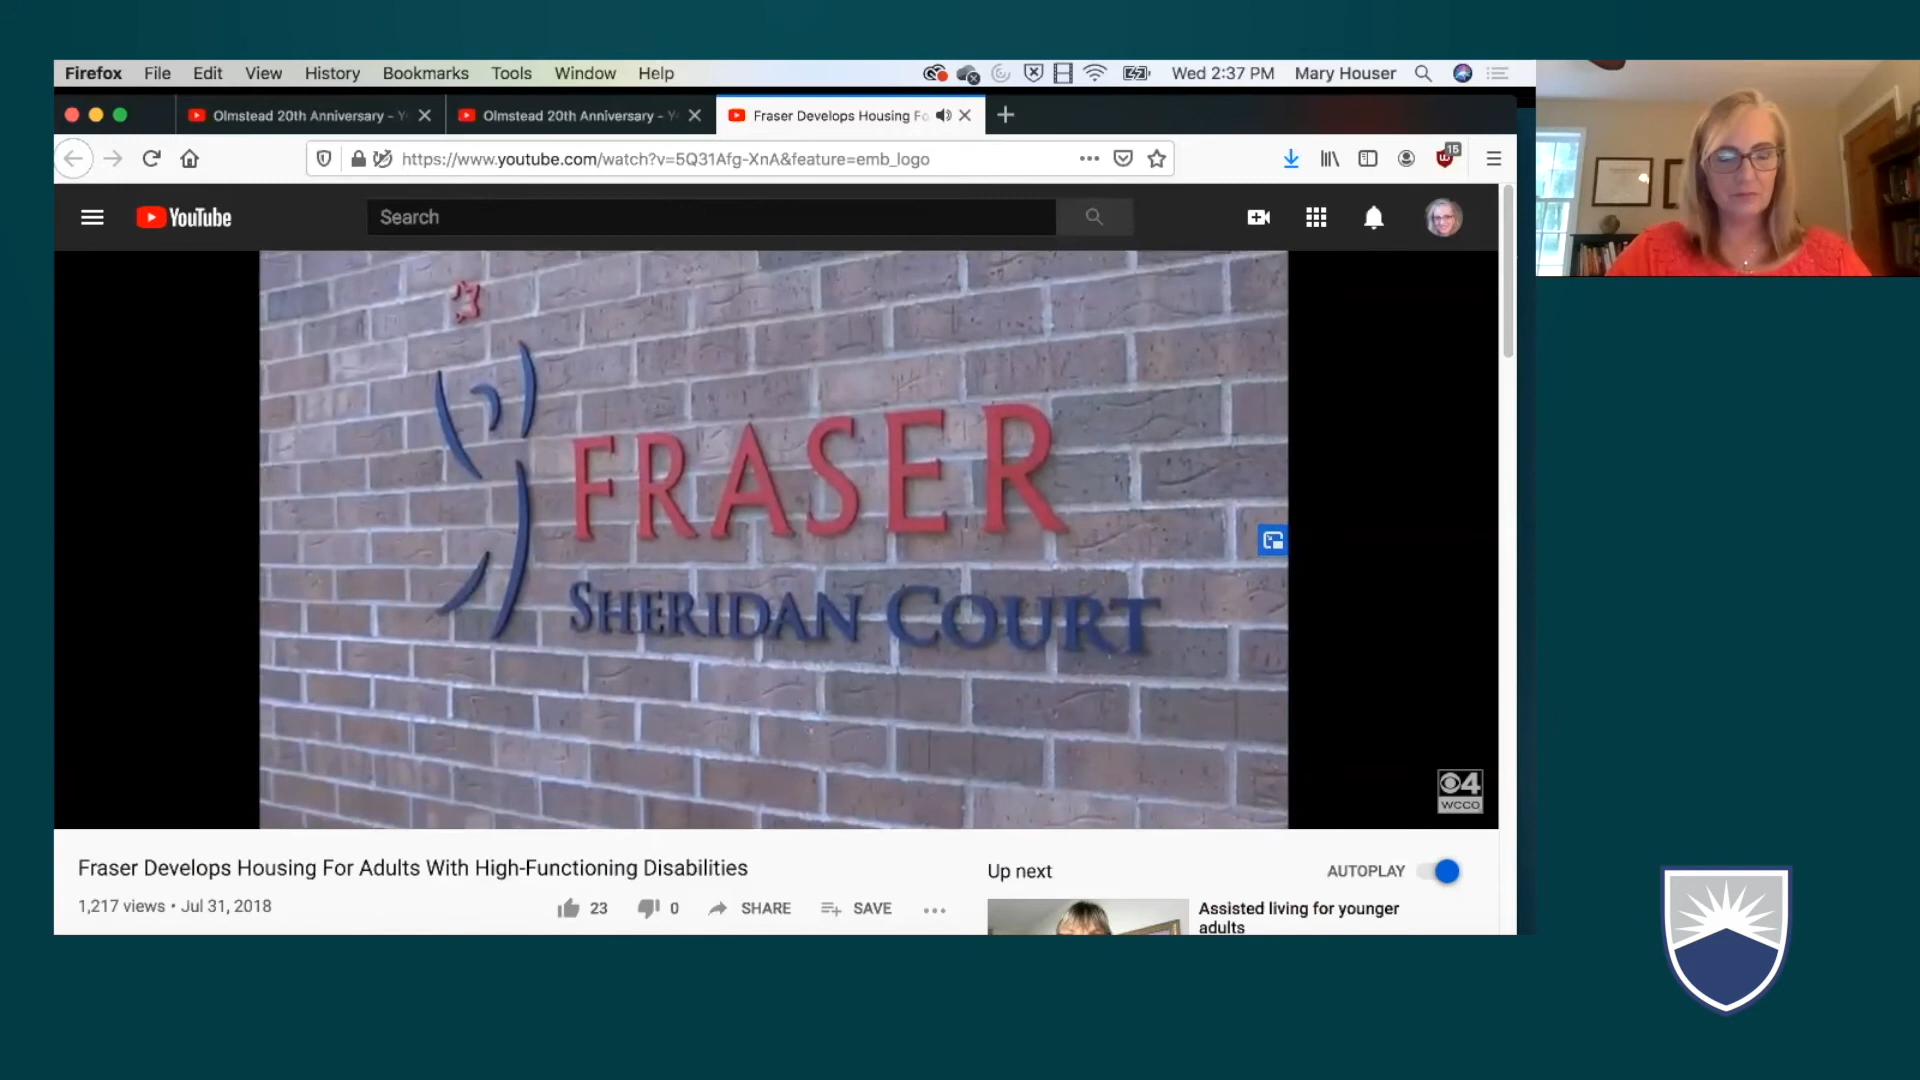 Firefox File Edit View History Bookmarks Tools Window Help Wed 2:37 PM Mary Houser
Olmstead 20th Anniversary - Y
Olmstead 20th Anniversary - Y
Fraser Develops Housing Fo
https://www.youtube.com/watch?v=5Q31Afg-XnA&feature=emb_logo
15
YouTube
Search
FRASER
SHERIDAN COURT
4
WCCO
Fraser Develops Housing For Adults With High-Functioning Disabilities
1,217 views • Jul 31, 2018
23 0 SHARE SAVE
Up next AUTOPLAY
Assisted living for younger
adults